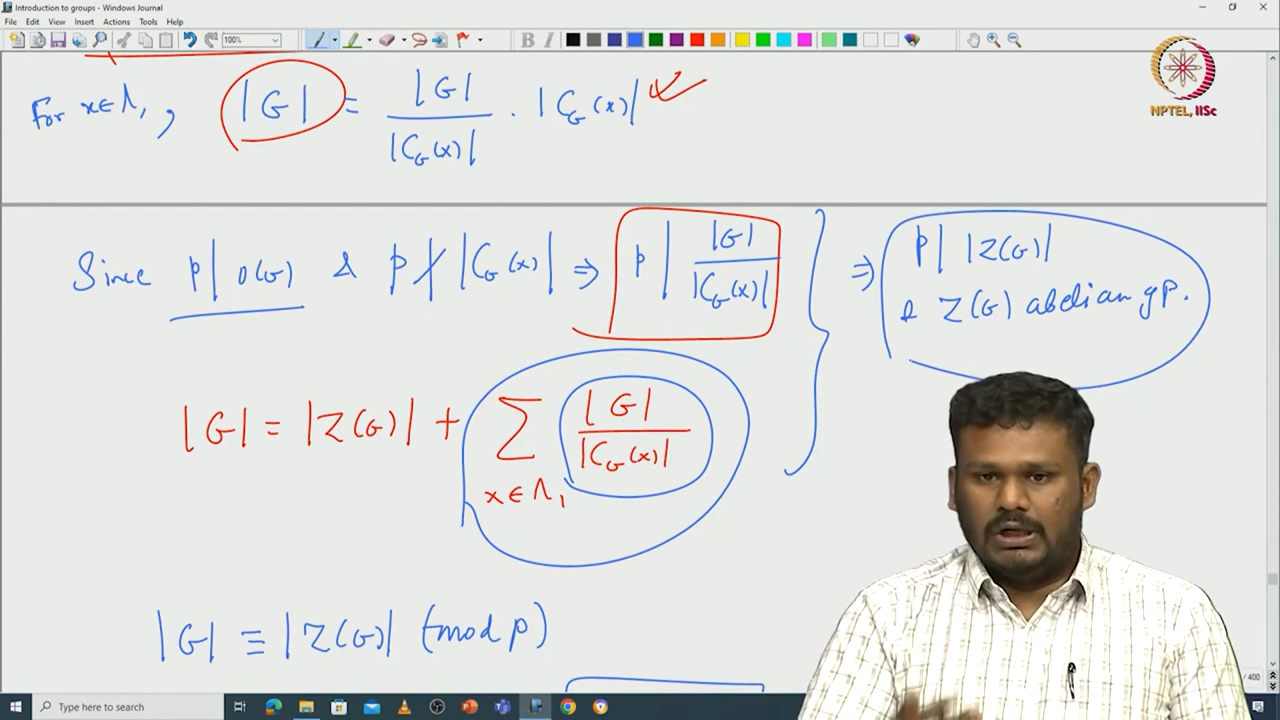 Introduction to groups - Windows Journal
File Edit View Insert Actions Tools Help
100%
B I
NPTEL, IISc
For x∈Λ₁, |G| = |G| / |C_G(x)| · |C_G(x)|
Since p | o(G) & p ∤ |C_G(x)| ⇒ p | |G| / |C_G(x)| ⇒ p | |Z(G)|
& Z(G) abelian gp.
|G| = |Z(G)| + ∑_{x∈Λ₁} |G| / |C_G(x)|
|G| ≡ |Z(G)| (mod p)
/ 400
Type here to search